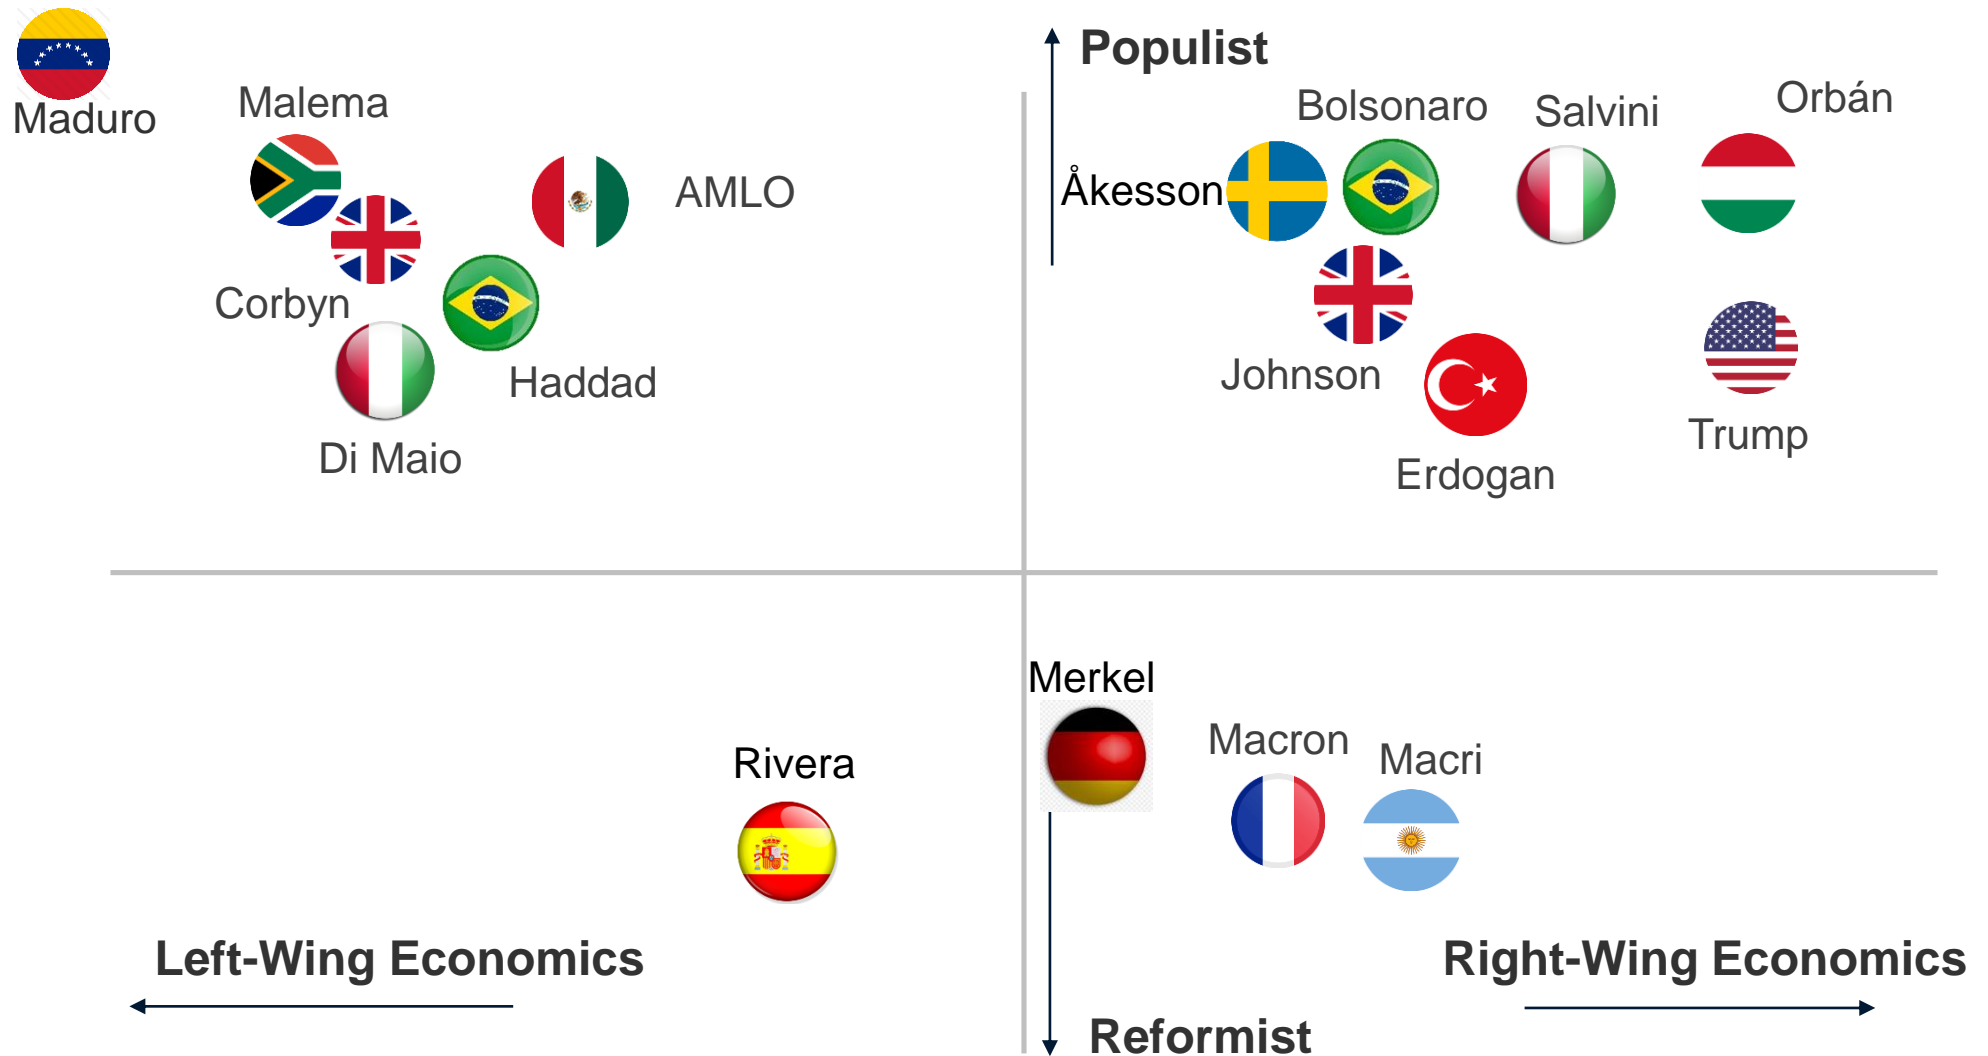 Populist
Maduro
Malema
AMLO
Corbyn
Haddad
Di Maio
Bolsonaro
Salvini
Orbán
Åkesson
Johnson
Erdogan
Trump
Merkel
Macron
Macri
Rivera
Left-Wing Economics
Right-Wing Economics
Reformist